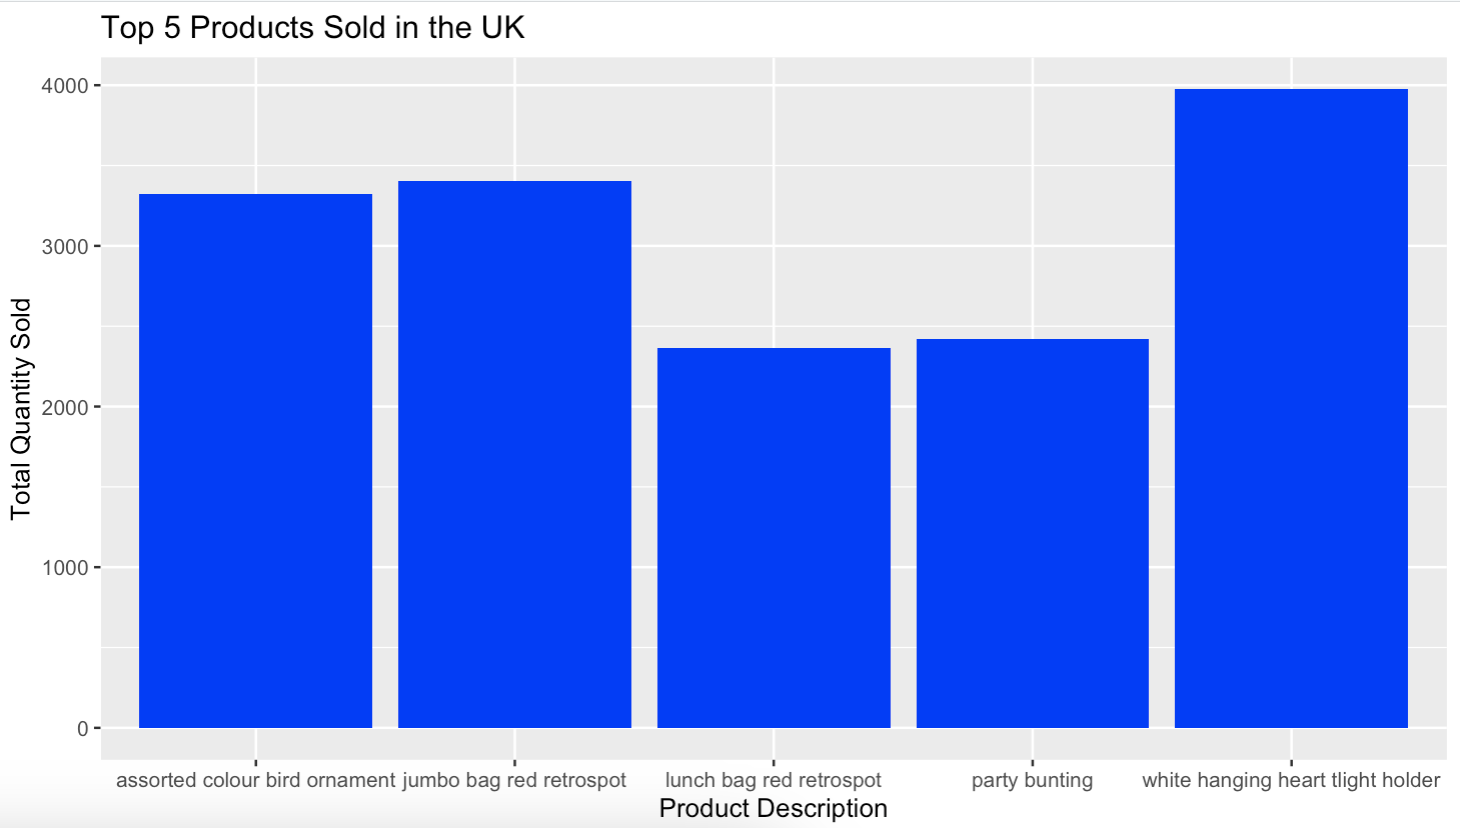 Top 5 Products Sold in the UK
Total Quantity Sold
4000
3000
2000
1000
0
assorted colour bird ornament jumbo bag red retrospot lunch bag red retrospot party bunting white hanging heart tlight holder
Product Description